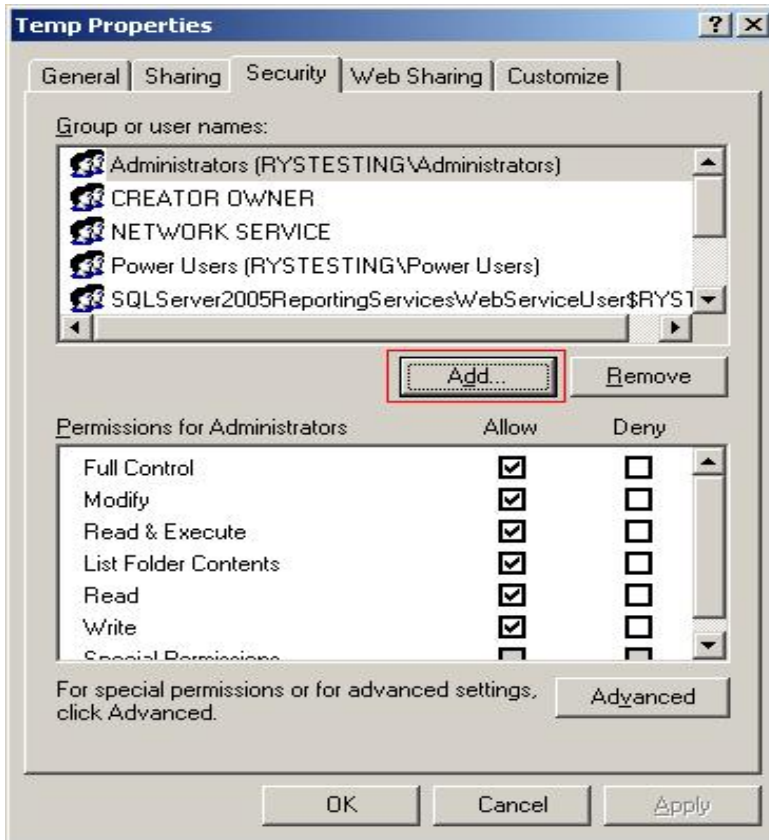 Temp Properties
General Sharing Security Web Sharing Customize
Group or user names:
Administrators (RYSTESTING\Administrators)
CREATOR OWNER
NETWORK SERVICE
Power Users (RYSTESTING\Power Users)
SQLServer2005ReportingServicesWebServiceUser$RYST
Add... Remove
Permissions for Administrators Allow Deny
Full Control
Modify
Read & Execute
List Folder Contents
Read
Write
Special Permissions
For special permissions or for advanced settings,
click Advanced.
Advanced
OK Cancel Apply